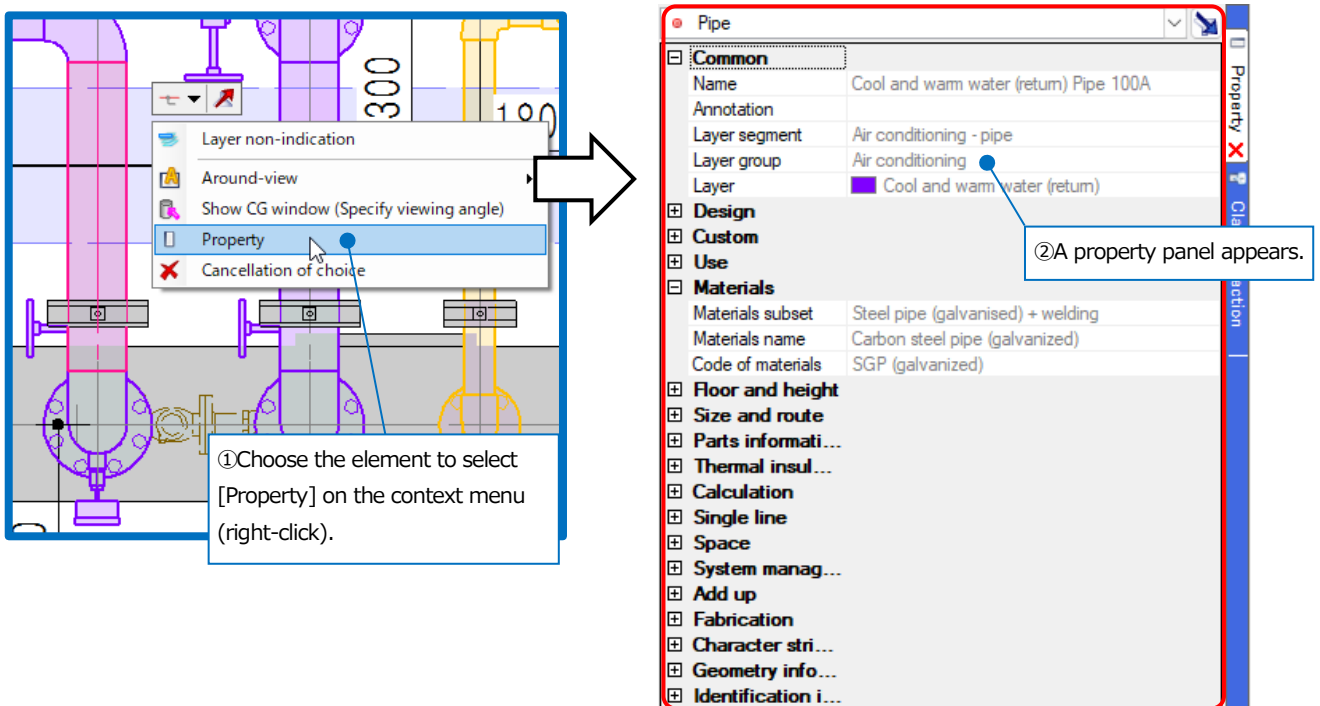 300
190
Layer non-indication
Around-view
Show CG window (Specify viewing angle)
Property
Cancellation of choice
①Choose the element to select
[Property] on the context menu
(right-click).
Pipe
Common
Name Cool and warm water (return) Pipe 100A
Annotation
Layer segment Air conditioning - pipe
Layer group Air conditioning
Layer Cool and warm water (return)
Design
Custom
Use
Materials
Materials subset Steel pipe (galvanised) + welding
Materials name Carbon steel pipe (galvanized)
Code of materials SGP (galvanized)
Floor and height
Size and route
Parts informati...
Thermal insul...
Calculation
Single line
Space
System manag...
Add up
Fabrication
Character stri...
Geometry info...
Identification i...
②A property panel appears.
Property
Cla
action